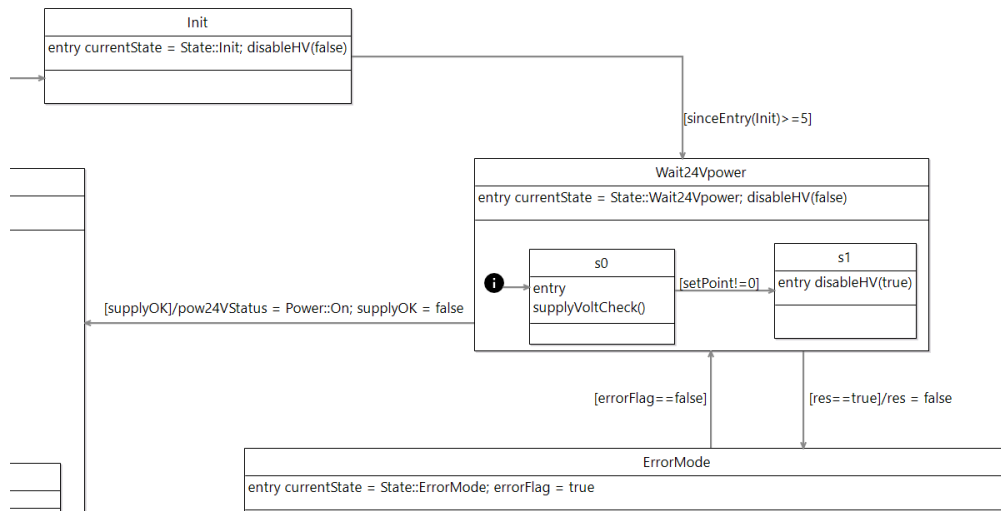 Init
entry currentState = State::Init; disableHV(false)
[sinceEntry(Init)>=5]
Wait24Vpower
entry currentState = State::Wait24Vpower; disableHV(false)
i
s0
entry
supplyVoltCheck()
[setPoint!=0]
s1
entry disableHV(true)
[supplyOK]/pow24VStatus = Power::On; supplyOK = false
[errorFlag==false]
[res==true]/res = false
ErrorMode
entry currentState = State::ErrorMode; errorFlag = true